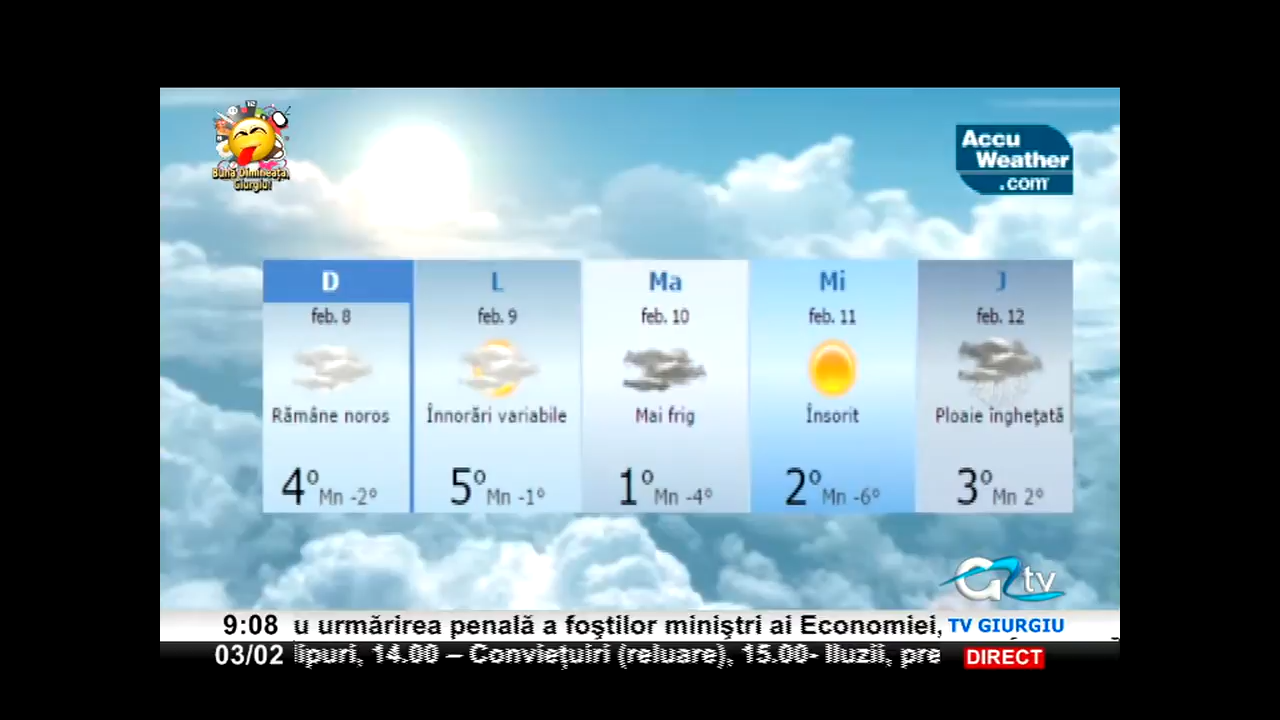 Bună Dimineața,
Giurgiu!
Accu
Weather
.com
D
feb. 8
Rămâne noros
4° Mn -2°
L
feb. 9
Înnorări variabile
5° Mn -1°
Ma
feb. 10
Mai frig
1° Mn -4°
Mi
feb. 11
Însorit
2° Mn -6°
J
feb. 12
Ploaie îngheţată
3° Mn 2°
G tv
9:08 u urmărirea penală a foştilor miniştri ai Economiei, TV GIURGIU
03/02 lipuri, 14.00 – Convieţuiri (reluare), 15.00- Iluzii, pre DIRECT